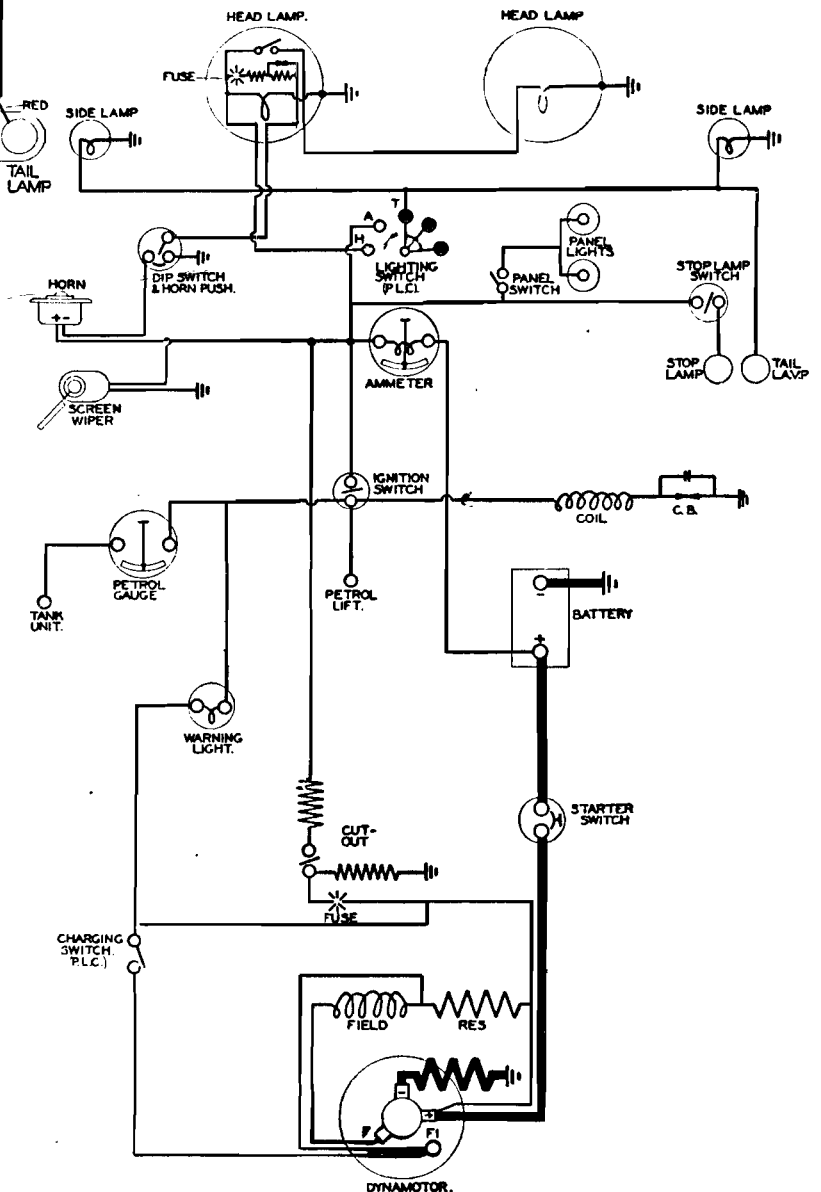 HEAD LAMP.
HEAD LAMP
FUSE
RED
TAIL
LAMP
SIDE LAMP
SIDE LAMP
T
A
H
LIGHTING
SWITCH
(P.L.C).
PANEL
LIGHTS
PANEL
SWITCH
STOP LAMP
SWITCH
DIP SWITCH
& HORN PUSH.
HORN
+ -
AMMETER
STOP
LAMP
TAIL
LAVP
SCREEN
WIPER
IGNITION
SWITCH
COIL
C.B.
PETROL
GAUGE
TANK
UNIT.
PETROL
LIFT.
-
BATTERY
+
WARNING
LIGHT.
STARTER
SWITCH
CUT-
OUT
FUSE
CHARGING
SWITCH.
P.L.C.)
FIELD
RES
-
+
F
F1
DYNAMOTOR.